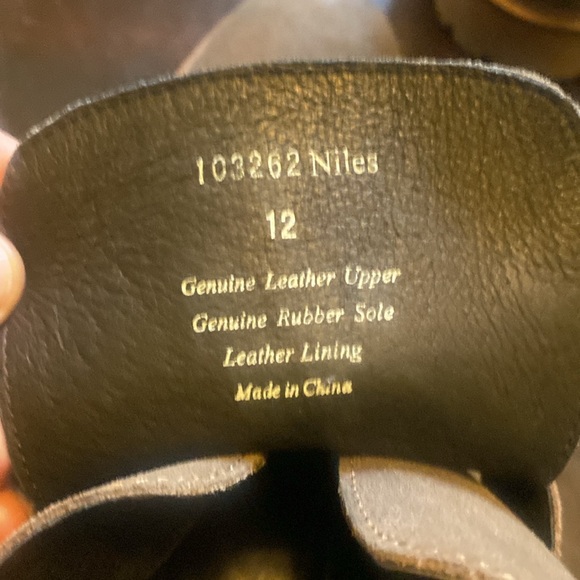 103262 Niles
12
Genuine Leather Upper
Genuine Rubber Sole
Leather Lining
Made in China